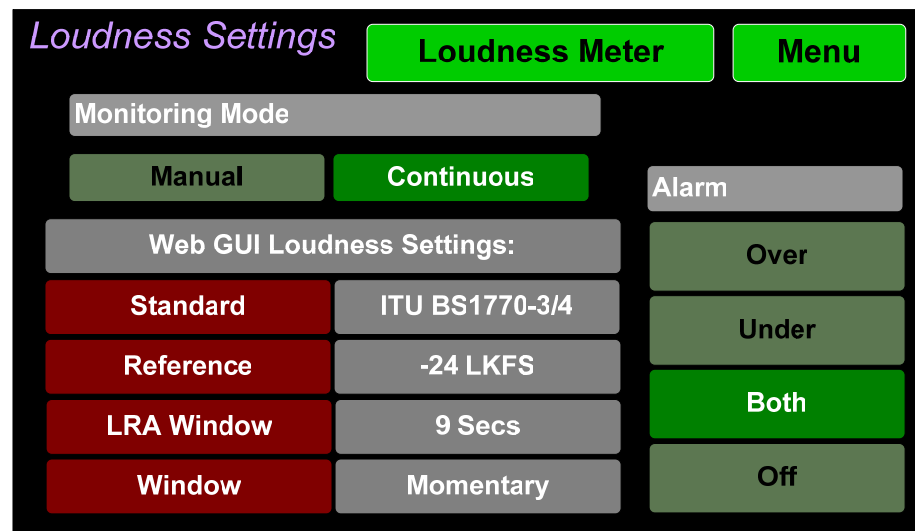 Loudness Settings
Loudness Meter
Menu
Monitoring Mode
Manual
Continuous
Alarm
Web GUI Loudness Settings:
Over
Standard
ITU BS1770-3/4
Under
Reference
-24 LKFS
Both
LRA Window
9 Secs
Off
Window
Momentary